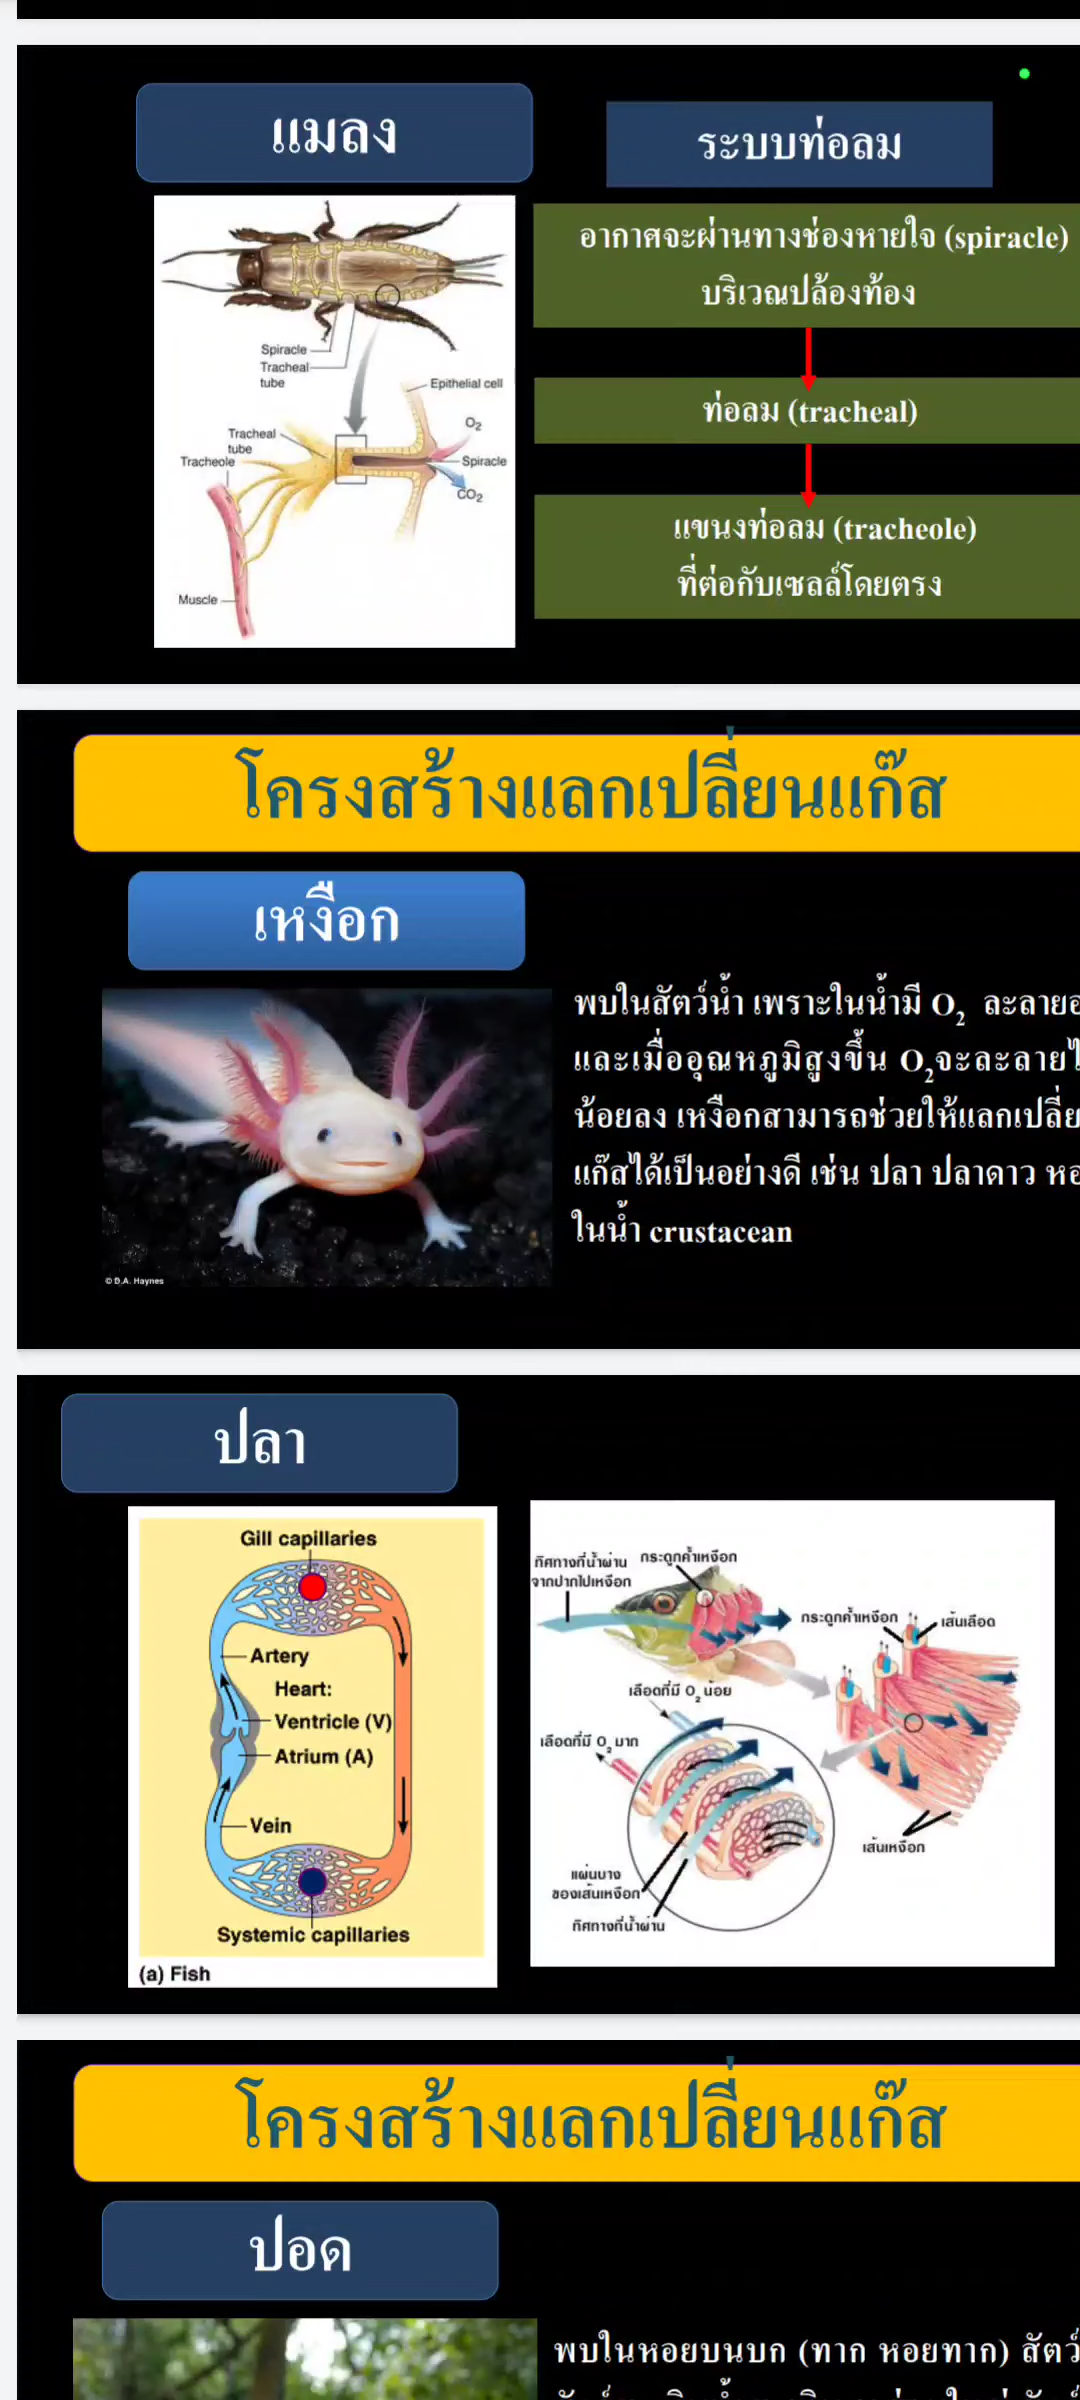 แมลง
ระบบท่อลม
อากาศจะผ่านทางช่องหายใจ (spiracle)
บริเวณปล้องท้อง
ท่อลม (tracheal)
แขนงท่อลม (tracheole)
ที่ต่อกับเซลล์โดยตรง
Spiracle
Tracheal
tube
Epithelial cell
O2
Tracheal
tube
Tracheole
Spiracle
CO2
Muscle
โครงสร้างแลกเปลี่ยนแก๊ส
เหงือก
พบในสัตว์น้ำ เพราะในน้ำมี O2 ละลาย
และเมื่ออุณหภูมิสูงขึ้น O2จะละลาย
น้อยลง เหงือกสามารถช่วยให้แลกเปลี่ย
แก๊สได้เป็นอย่างดี เช่น ปลา ปลาดาว หอ
ในน้ำ crustacean
© D.A. Haynes
ปลา
Gill capillaries
Artery
Heart:
Ventricle (V)
Atrium (A)
Vein
Systemic capillaries
(a) Fish
ทิศทางที่น้ำผ่าน
จากปากไปเหงือก
กระดูกค้ำเหงือก
กระดูกค้ำเหงือก
เส้นเลือด
เลือดที่มี O2 น้อย
เลือดที่มี O2 มาก
เส้นเหงือก
แผ่นบาง
ของเส้นเหงือก
ทิศทางที่น้ำผ่าน
โครงสร้างแลกเปลี่ยนแก๊ส
ปอด
พบในหอยบนบก (ทาก หอยทาก) สัตว์